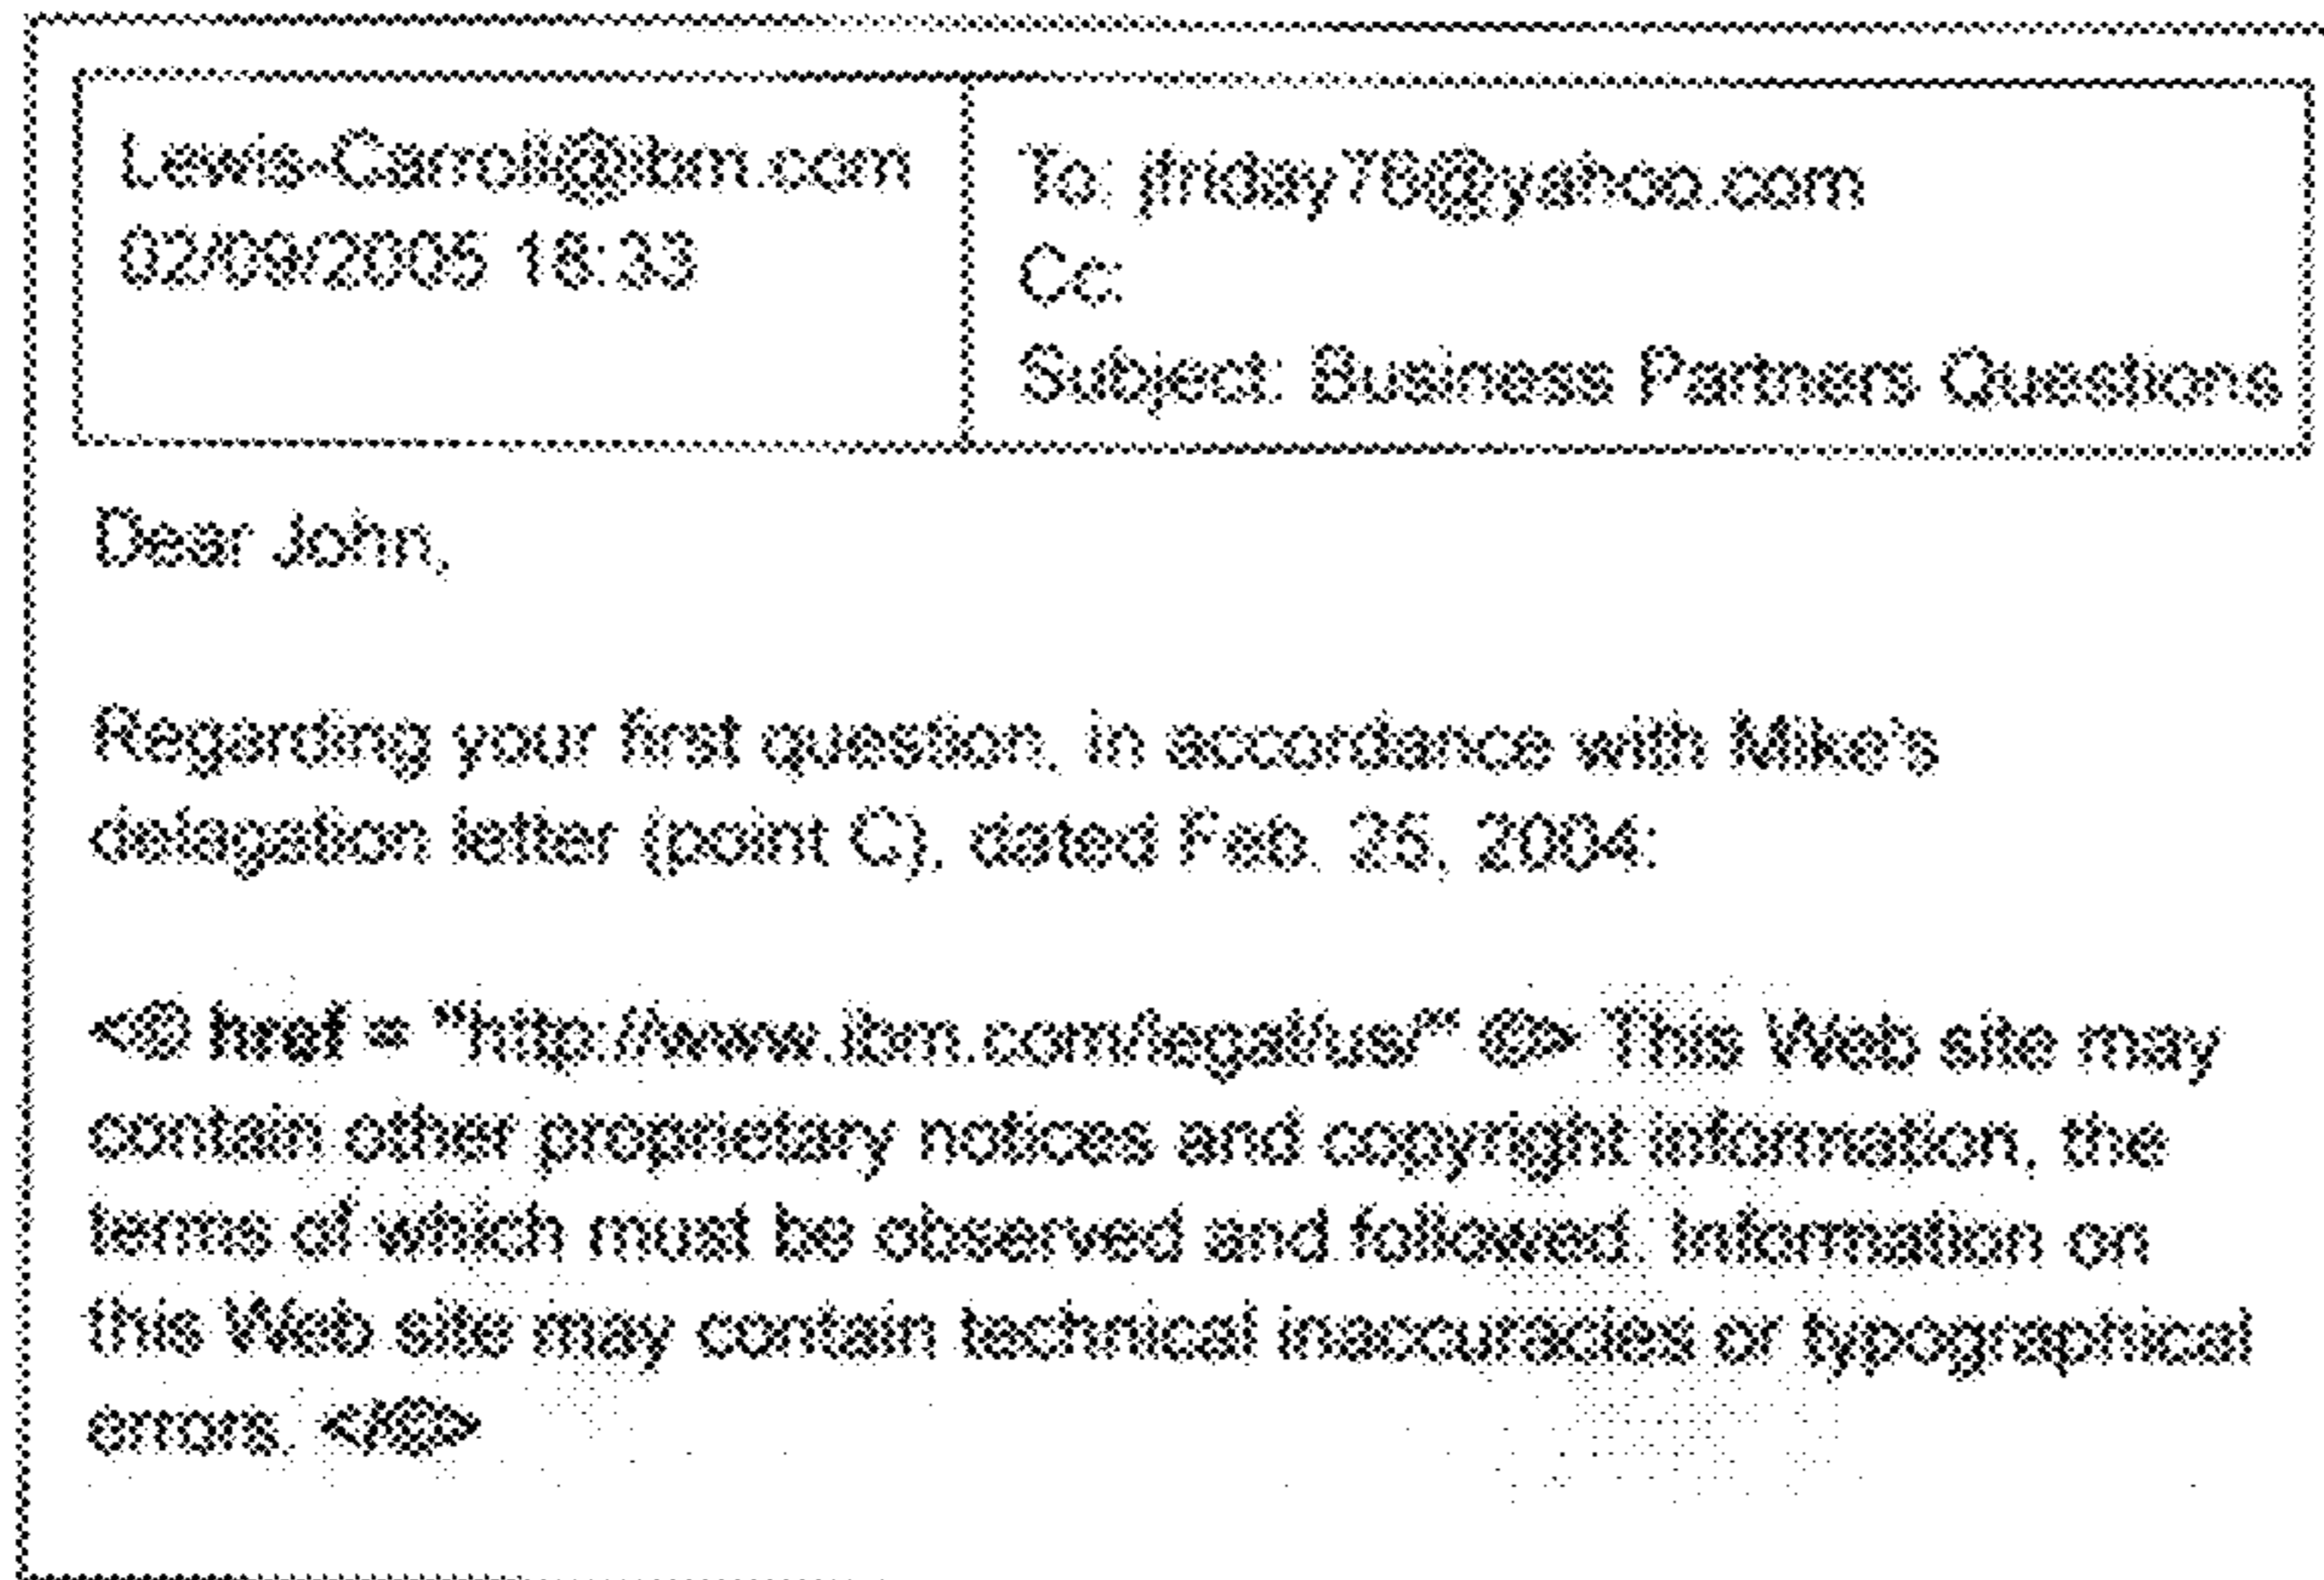 Lewis-Carroll@ibm.com
02/09/2005 18:33
To: jfriday76@yahoo.com
Cc:
Subject: Business Partners Questions
Dear John,
Regarding your first question, in accordance with Mike's
delegation letter (point C), dated Feb. 25, 2004:
<© href = "http://www.ibm.com/legal/us/" ©> This Web site may
contain other proprietary notices and copyright information, the
terms of which must be observed and followed. Information on
this Web site may contain technical inaccuracies or typographical
errors. </©>